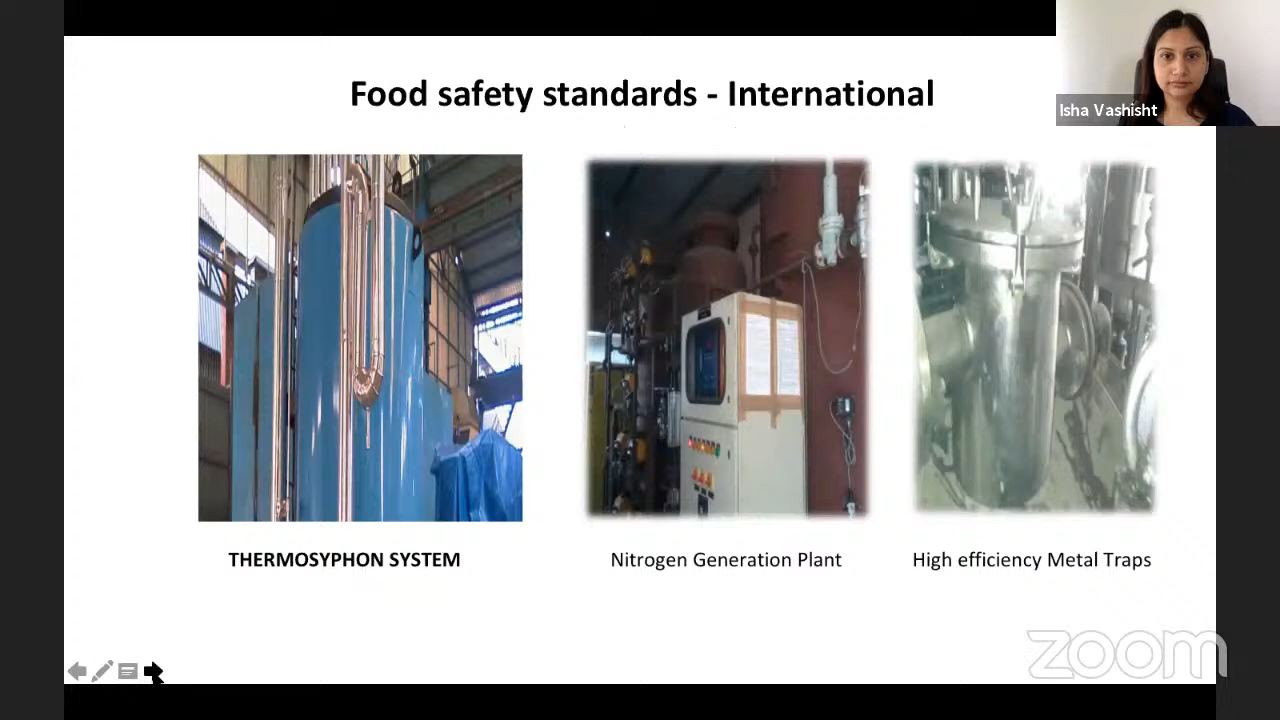 Food safety standards - International
Isha Vashisht
THERMOSYPHON SYSTEM
Nitrogen Generation Plant
High efficiency Metal Traps
zoom